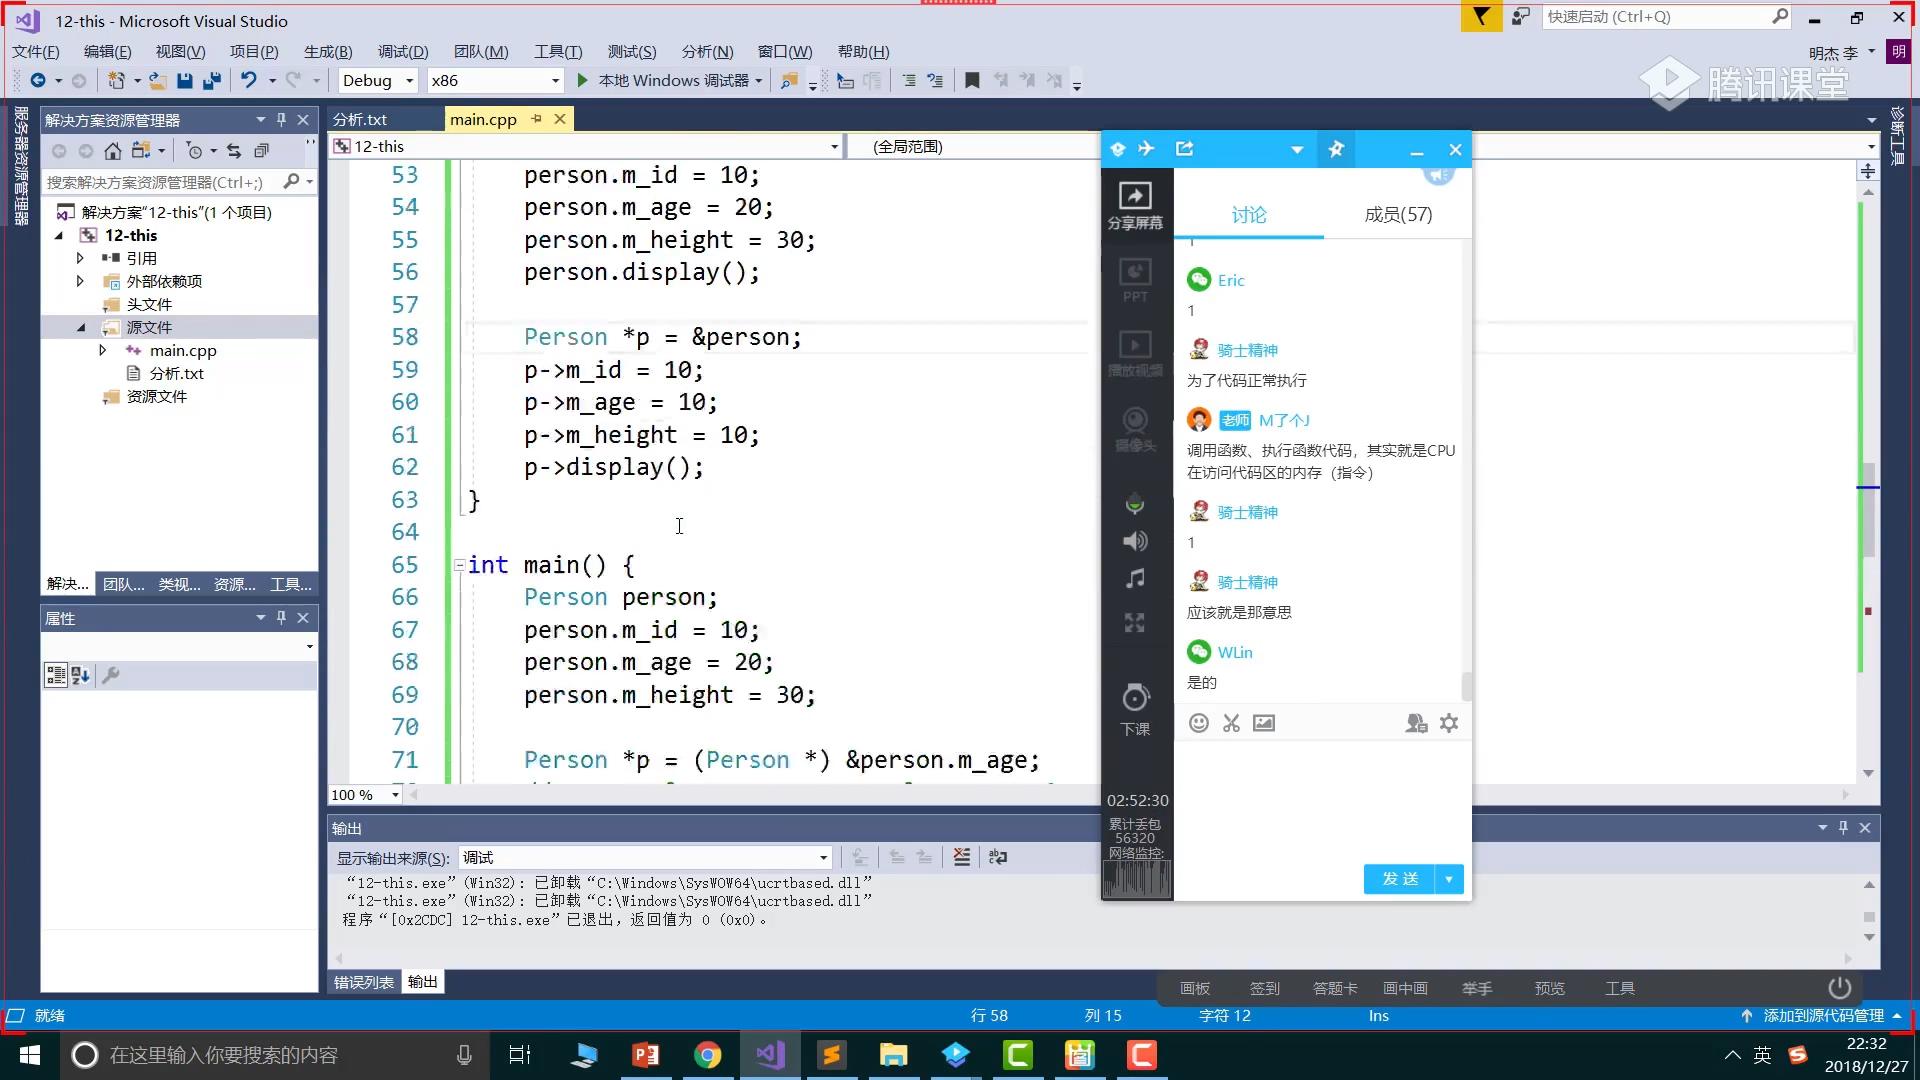 12-this - Microsoft Visual Studio
快速启动 (Ctrl+Q)
文件(F) 编辑(E) 视图(V) 项目(P) 生成(B) 调试(D) 团队(M) 工具(T) 测试(S) 分析(N) 窗口(W) 帮助(H)
明杰 李
明
Debug
x86
本地 Windows 调试器
腾讯课堂
服务器资源管理器
诊断工具
解决方案资源管理器
搜索解决方案资源管理器(Ctrl+;)
解决方案“12-this”(1 个项目)
12-this
引用
外部依赖项
头文件
源文件
main.cpp
分析.txt
资源文件
解决... 团队... 类视... 资源... 工具...
属性
分析.txt
main.cpp
12-this
(全局范围)
53 person.m_id = 10;
54 person.m_age = 20;
55 person.m_height = 30;
56 person.display();
57
58 Person *p = &person;
59 p->m_id = 10;
60 p->m_age = 10;
61 p->m_height = 10;
62 p->display();
63 }
64
65 int main() {
66 Person person;
67 person.m_id = 10;
68 person.m_age = 20;
69 person.m_height = 30;
70
71 Person *p = (Person *) &person.m_age;
100 %
分享屏幕
PPT
播放视频
摄像头
下课
02:52:30
累计丢包
56320
网络监控:
讨论
成员(57)
Eric
1
骑士精神
为了代码正常执行
老师 M了个J
调用函数、执行函数代码，其实就是CPU
在访问代码区的内存（指令）
骑士精神
1
骑士精神
应该就是那意思
WLin
是的
发 送
输出
显示输出来源(S): 调试
“12-this.exe”(Win32): 已卸载“C:\Windows\SysWOW64\ucrtbased.dll”
“12-this.exe”(Win32): 已卸载“C:\Windows\SysWOW64\ucrtbased.dll”
程序“[0x2CDC] 12-this.exe”已退出，返回值为 0 (0x0)。
错误列表 输出
画板 签到 答题卡 画中画 举手 预览 工具
就绪
行 58
列 15
字符 12
Ins
添加到源代码管理
在这里输入你要搜索的内容
英
22:32
2018/12/27